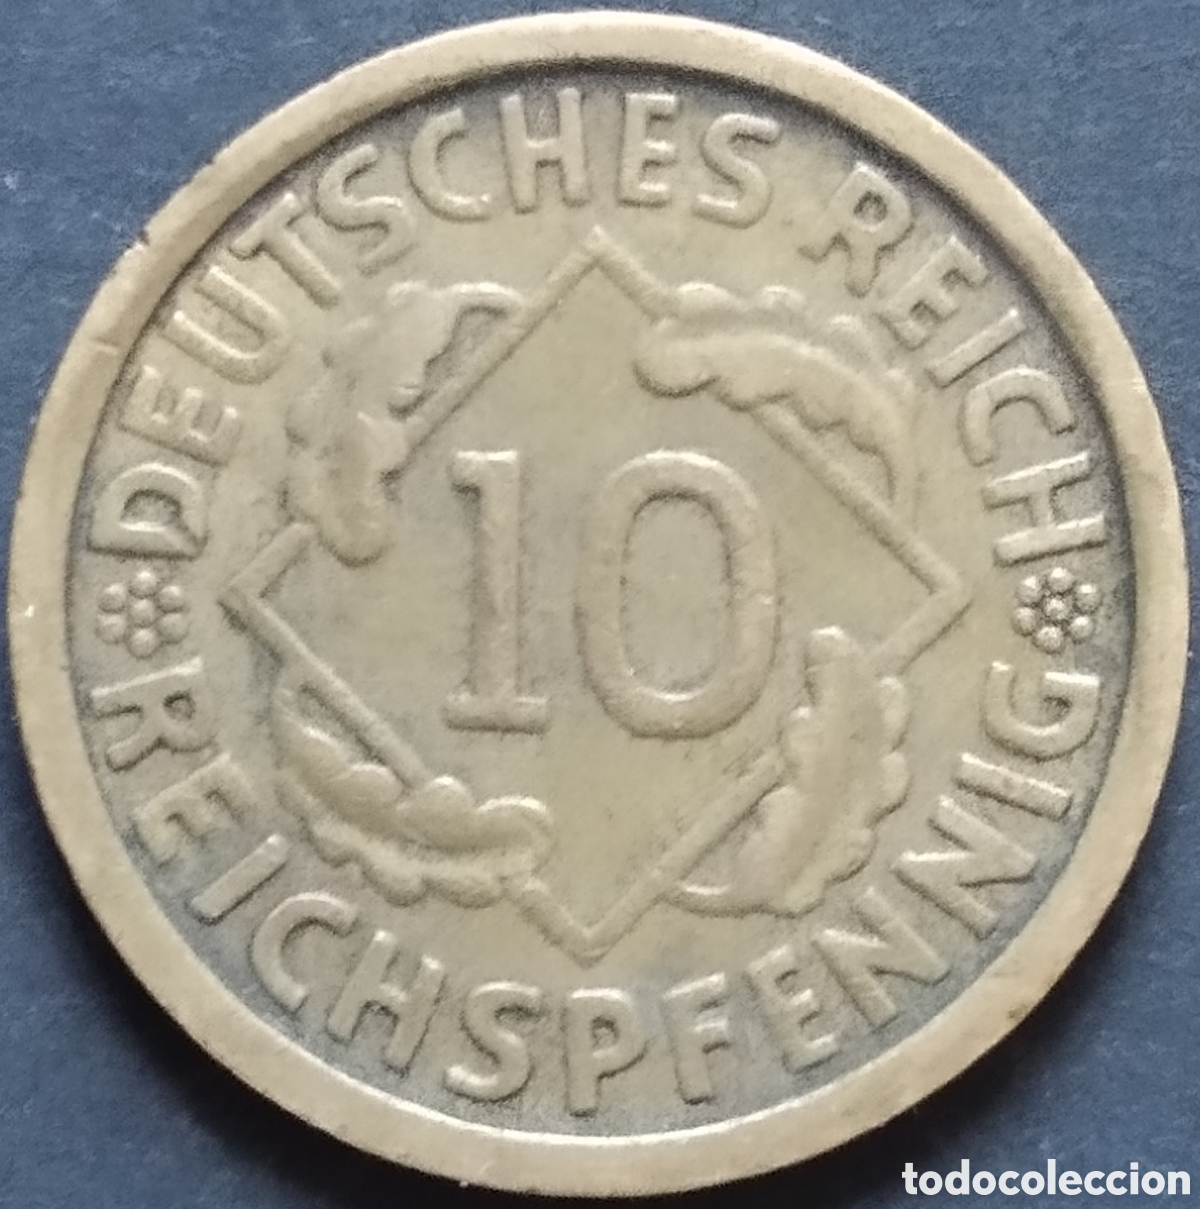 DEUTSCHES REICH
REICHSPFENNIG
10
todocoleccion